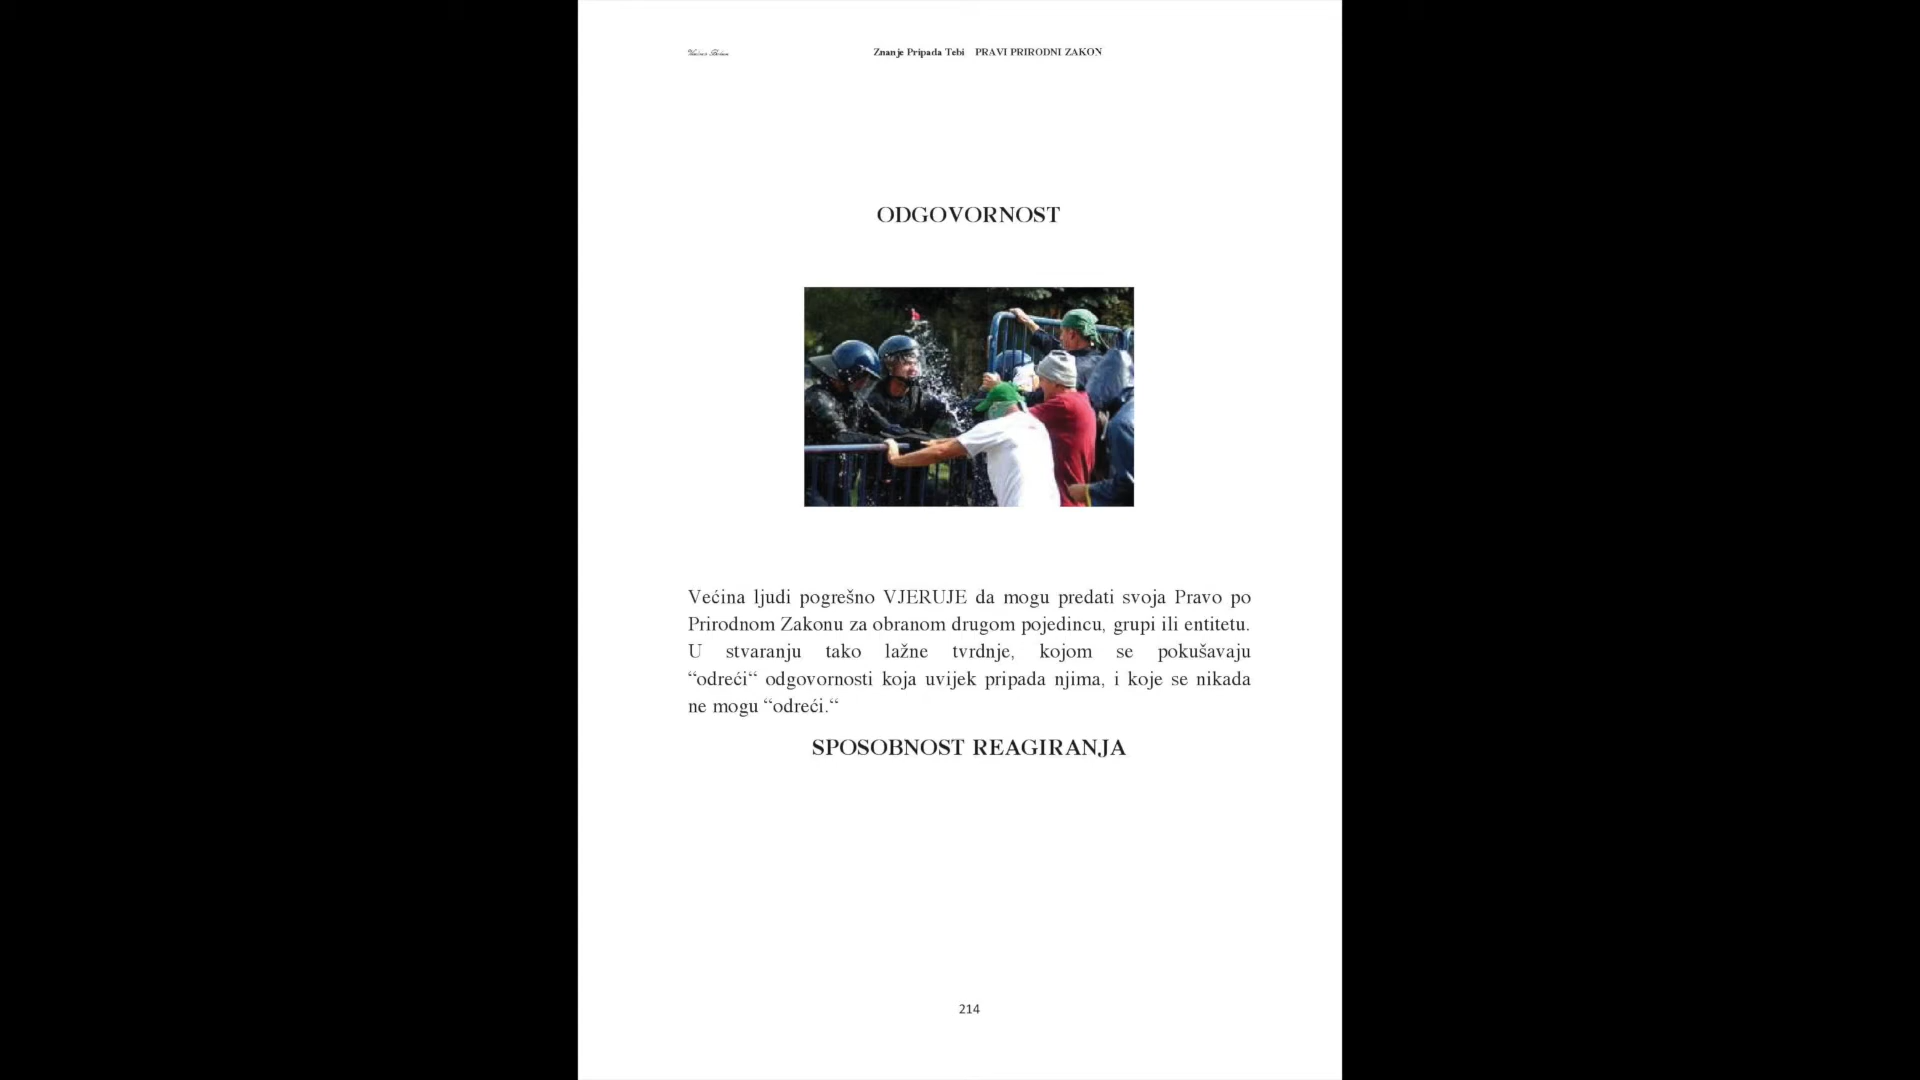 Znanje Pripada Tebi PRAVI PRIRODNI ZAKON
ODGOVORNOST
Većina ljudi pogrešno VJERUJE da mogu predati svoja Pravo po
Prirodnom Zakonu za obranom drugom pojedincu, grupi ili entitetu.
U stvaranju tako lažne tvrdnje, kojom se pokušavaju
“odreći“ odgovornosti koja uvijek pripada njima, i koje se nikada
ne mogu “odreći.“
SPOSOBNOST REAGIRANJA
214